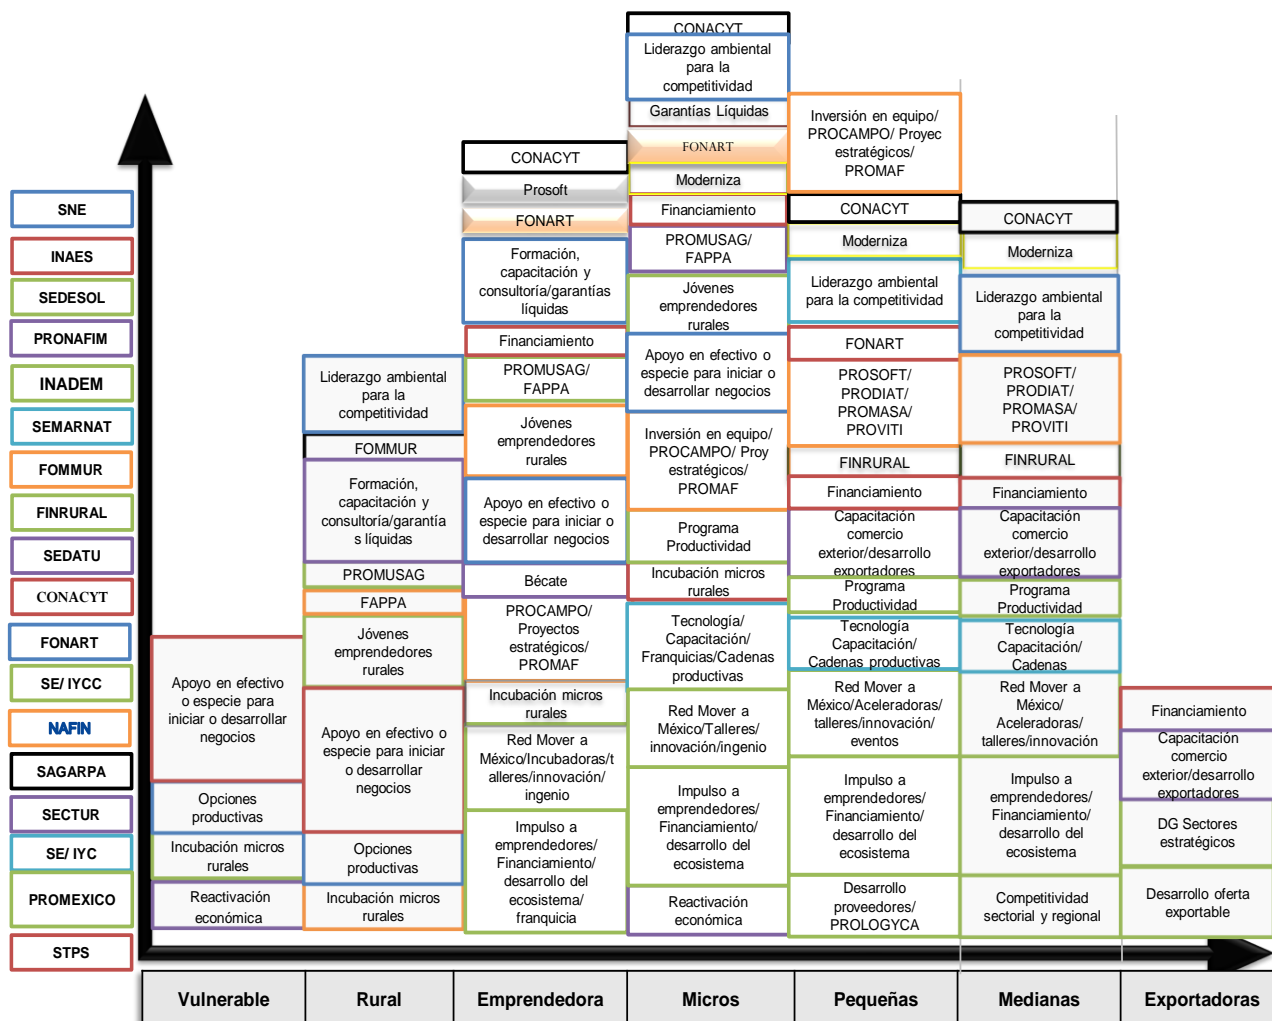 SNE
INAES
SEDESOL
PRONAFIM
INADEM
SEMARNAT
FOMMUR
FINRURAL
SEDATU
CONACYT
FONART
SE/ IYCC
NAFIN
SAGARPA
SECTUR
SE/ IYC
PROMEXICO
STPS
Apoyo en efectivo
o especie para
iniciar o desarrollar
negocios
Opciones
productivas
Incubación micros
rurales
Reactivación
económica
Vulnerable
Liderazgo ambiental
para la
competitividad
FOMMUR
Formación,
capacitación y
consultoría/garantía
s líquidas
PROMUSAG
FAPPA
Jóvenes
emprendedores
rurales
Apoyo en efectivo o
especie para iniciar
o desarrollar
negocios
Opciones
productivas
Incubación micros
rurales
Rural
CONACYT
Prosoft
FONART
Formación,
capacitación y
consultoría/garantías
líquidas
Financiamiento
PROMUSAG/
FAPPA
Jóvenes
emprendedores
rurales
Apoyo en efectivo o
especie para iniciar o
desarrollar negocios
Bécate
PROCAMPO/
Proyectos
estratégicos/
PROMAF
Incubación micros
rurales
Red Mover a
México/Incubadoras/t
alleres/innovación/
ingenio
Impulso a
emprendedores/
Financiamiento/
desarrollo del
ecosistema/
franquicia
Emprendedora
CONACYT
Liderazgo ambiental
para la
competitividad
Garantías Líquidas
FONART
Moderniza
Financiamiento
PROMUSAG/
FAPPA
Jóvenes
emprendedores
rurales
Apoyo en efectivo o
especie para iniciar o
desarrollar negocios
Inversión en equipo/
PROCAMPO/ Proy
estratégicos/
PROMAF
Programa
Productividad
Incubación micros
rurales
Tecnología/
Capacitación/
Franquicias/Cadenas
productivas
Red Mover a
México/Talleres/
innovación/ingenio
Impulso a
emprendedores/
Financiamiento/
desarrollo del
ecosistema
Reactivación
económica
Micros
Inversión en equipo/
PROCAMPO/ Proyec
estratégicos/
PROMAF
CONACYT
Moderniza
Liderazgo ambiental
para la competitividad
FONART
PROSOFT/
PRODIAT/
PROMASA/
PROVITI
FINRURAL
Financiamiento
Capacitación
comercio
exterior/desarrollo
exportadores
Programa
Productividad
Tecnología
Capacitación/
Cadenas productivas
Red Mover a
México/Aceleradoras/
talleres/innovación/
eventos
Impulso a
emprendedores/
Financiamiento/
desarrollo del
ecosistema
Desarrollo
proveedores/
PROLOGYCA
Pequeñas
CONACYT
Moderniza
Liderazgo ambiental
para la
competitividad
PROSOFT/
PRODIAT/
PROMASA/
PROVITI
FINRURAL
Financiamiento
Capacitación
comercio
exterior/desarrollo
exportadores
Programa
Productividad
Tecnología
Capacitación/
Cadenas
Red Mover a
México/
Aceleradoras/
talleres/innovación
Impulso a
emprendedores/
Financiamiento/
desarrollo del
ecosistema
Competitividad
sectorial y regional
Medianas
Financiamiento
Capacitación
comercio
exterior/desarrollo
exportadores
DG Sectores
estratégicos
Desarrollo oferta
exportable
Exportadoras